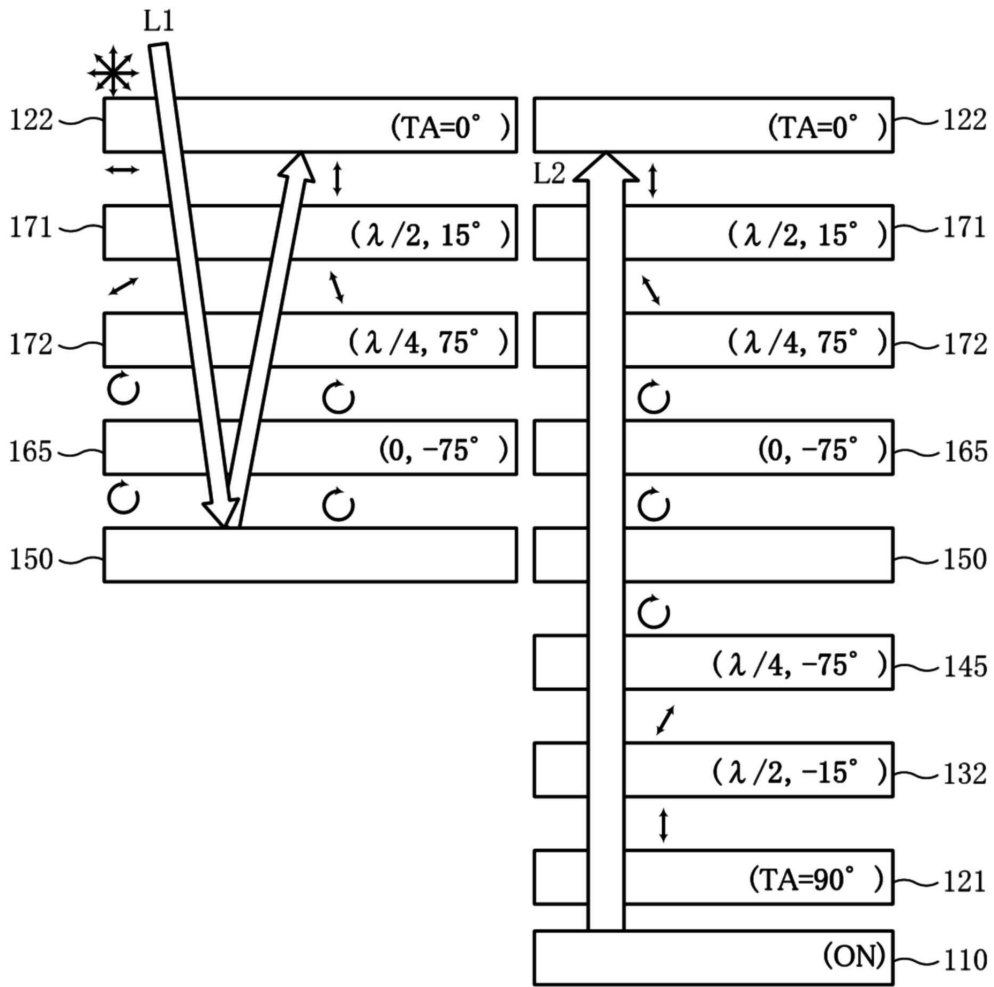 L1
122 (TA=0° ) (TA=0° ) 122
L2
171 (λ/2, 15° ) (λ/2, 15° ) 171
172 (λ/4, 75° ) (λ/4, 75° ) 172
165 (0, -75° ) (0, -75° ) 165
150 150
(λ/4, -75° ) 145
(λ/2, -15° ) 132
(TA=90° ) 121
(ON) 110